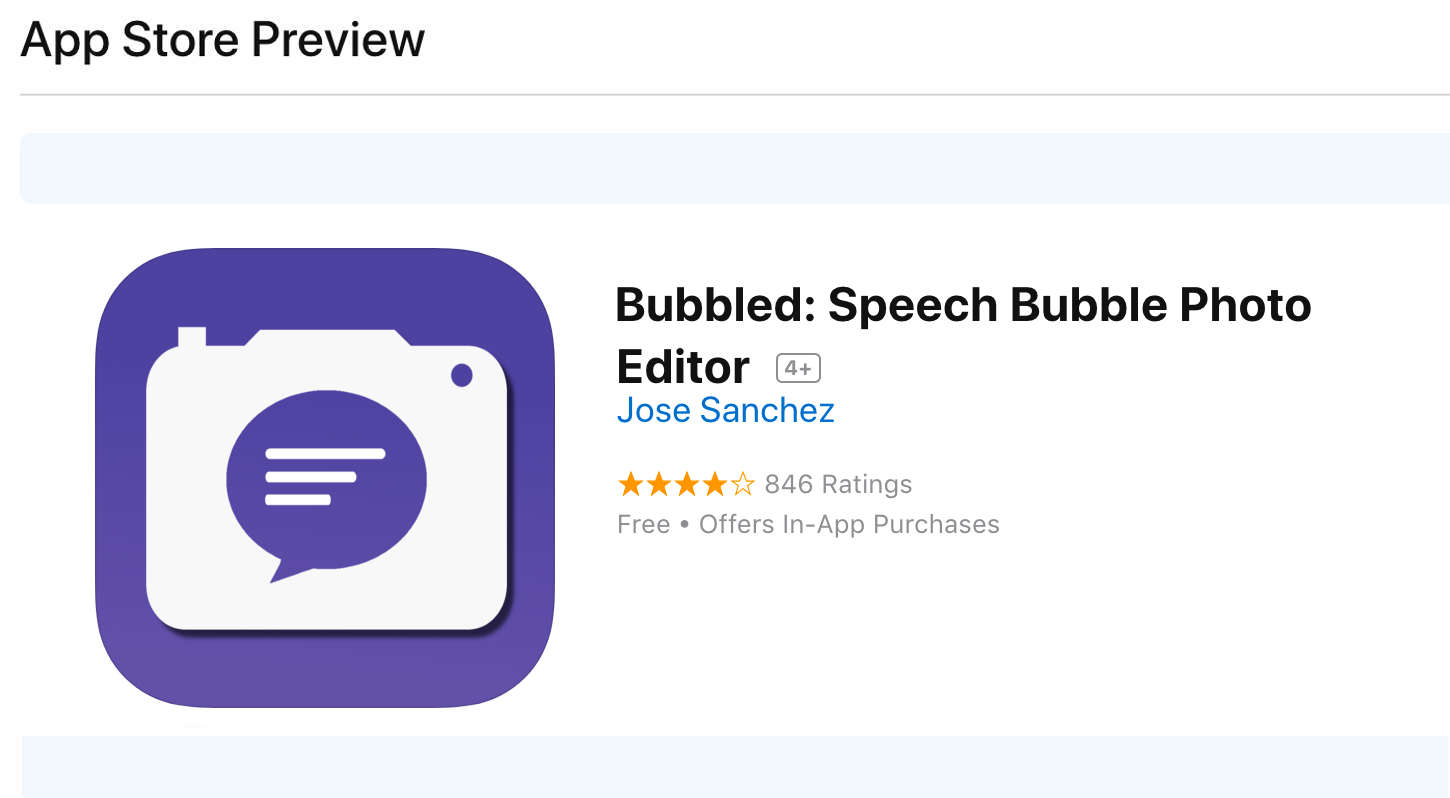 App Store Preview
Bubbled: Speech Bubble Photo
Editor 4+
Jose Sanchez
★★★★☆ 846 Ratings
Free • Offers In-App Purchases